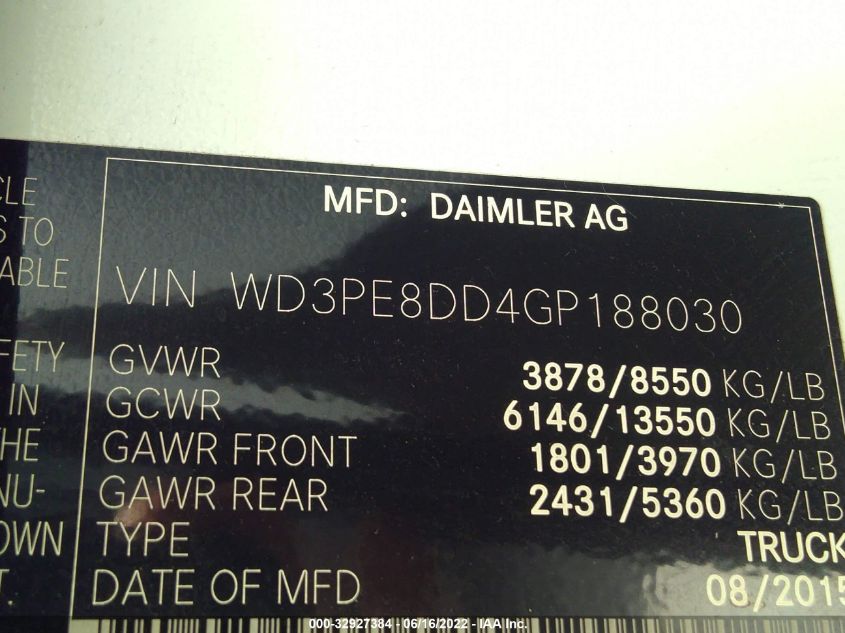 CLE
S TO
ABLE
FETY
IN
THE
NU-
OWN
T.
MFD: DAIMLER AG
VIN WD3PE8DD4GP188030
GVWR 3878/8550 KG/LB
GCWR 6146/13550 KG/LB
GAWR FRONT 1801/3970 KG/LB
GAWR REAR 2431/5360 KG/LB
TYPE TRUCK
DATE OF MFD 08/2015
000-32927384 - 06/16/2022 - IAA Inc.